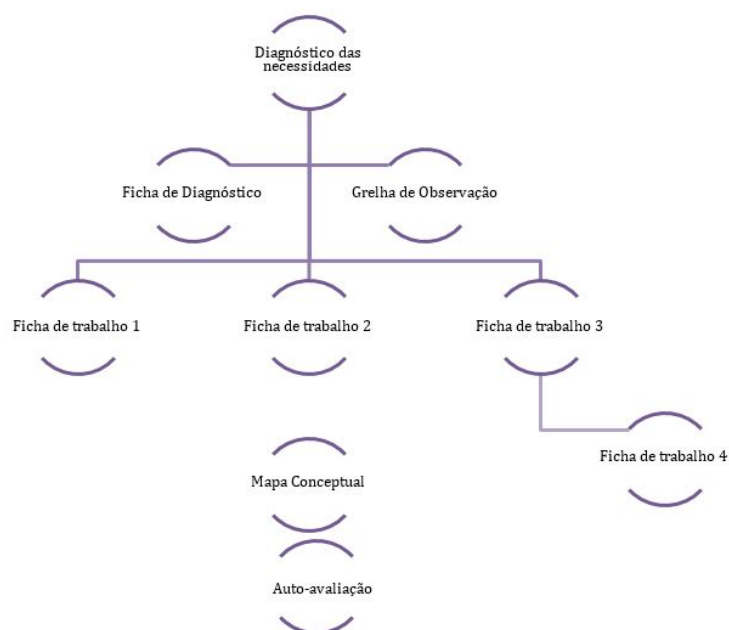 Diagnóstico das
necessidades
Ficha de Diagnóstico
Grelha de Observação
Ficha de trabalho 1
Ficha de trabalho 2
Ficha de trabalho 3
Ficha de trabalho 4
Mapa Conceptual
Auto-avaliação